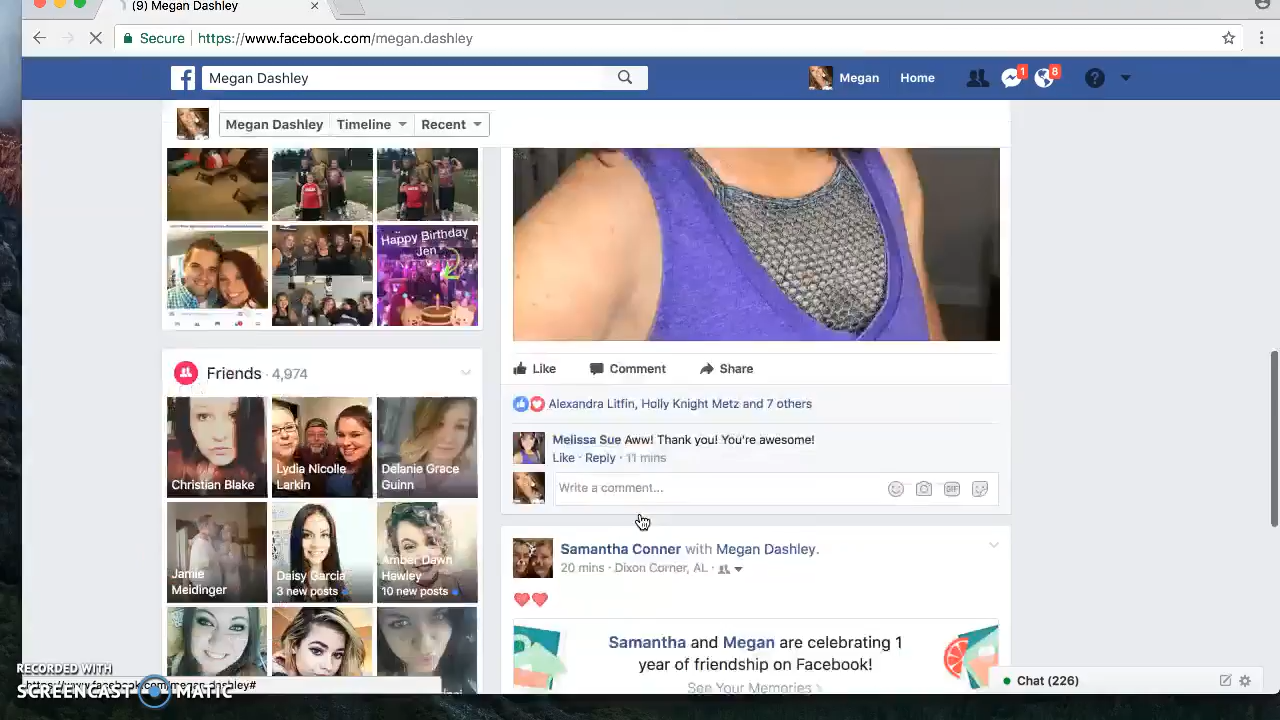 (9) Megan Dashley
Secure
https://www.facebook.com/megan.dashley
Megan Dashley
Megan
Home
1
8
Megan Dashley
Timeline
Recent
Happy Birthday
Jen
Friends · 4,974
Christian Blake
Lydia Nicolle
Larkin
Delanie Grace
Guinn
Jamie
Meidinger
Daisy Garcia
3 new posts
Amber Dawn
Hawley
10 new posts
Like
Comment
Share
Alexandra Litfin, Holly Knight Metz and 7 others
Melissa Sue Aww! Thank you! You're awesome!
Like · Reply · 11 mins
Write a comment...
GIF
Samantha Conner with Megan Dashley.
20 mins · Dixon Corner, AL ·
Samantha and Megan are celebrating 1
year of friendship on Facebook!
See Your Memories
Chat (226)
RECORDED WITH
SCREENCAST-O-MATIC